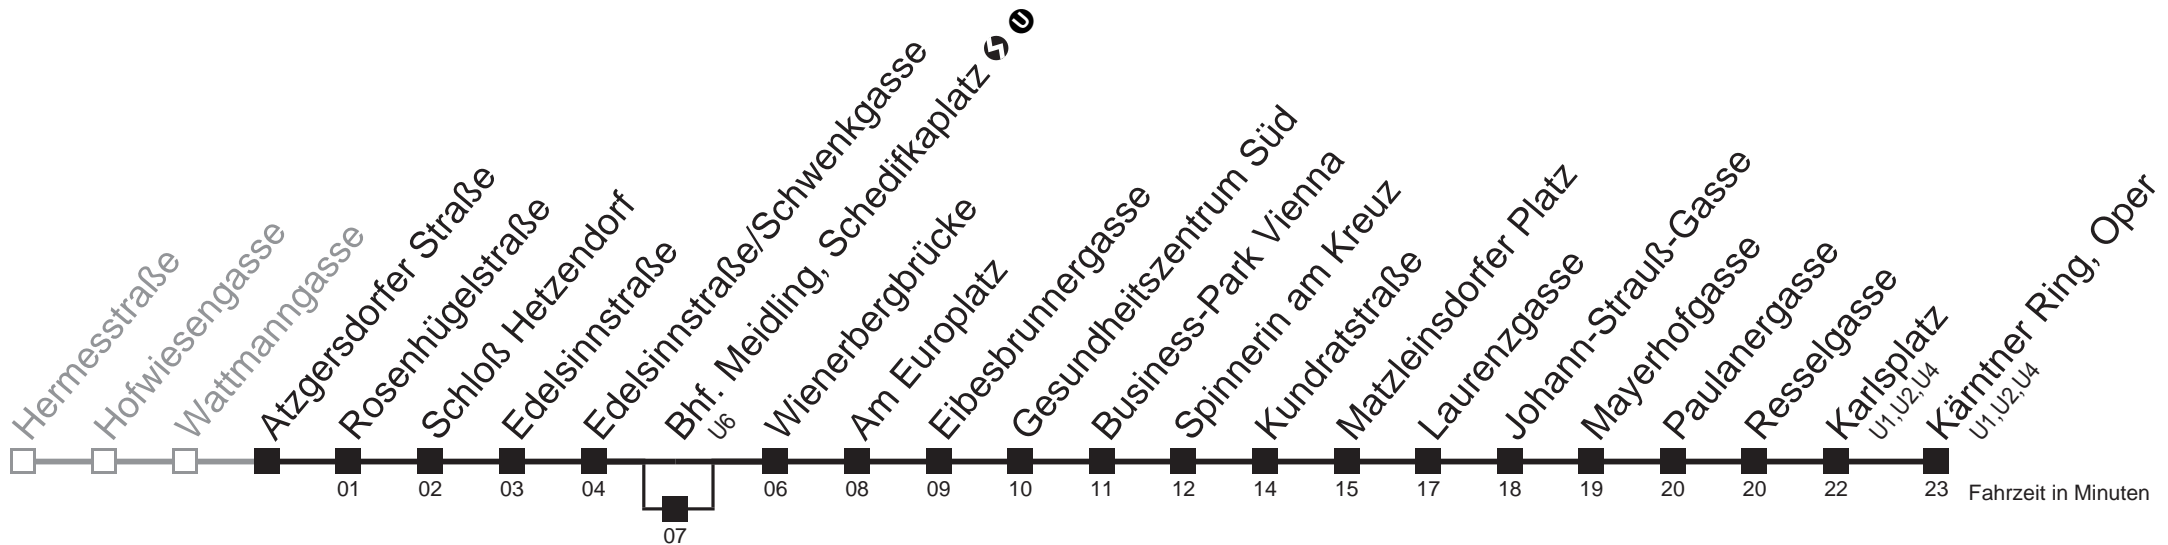 Hermesstraße
Hofwiesengasse
Wattmanngasse
Atzgersdorfer Straße
Rosenhügelstraße
Schloß Hetzendorf
Edelsinnstraße
Edelsinnstraße/Schwenkgasse
Bhf. Meidling, Schedifkaplatz S U
U6
Wienerbergbrücke
Am Europlatz
Eibesbrunnergasse
Gesundheitszentrum Süd
Business-Park Vienna
Spinnerin am Kreuz
Kundratstraße
Matzleinsdorfer Platz
Laurenzgasse
Johann-Strauß-Gasse
Mayerhofgasse
Paulanergasse
Resselgasse
Karlsplatz
U1,U2,U4
Kärntner Ring, Oper
U1,U2,U4
01 02 03 04 06 08 09 10 11 12 14 15 17 18 19 20 20 22 23 Fahrzeit in Minuten
07